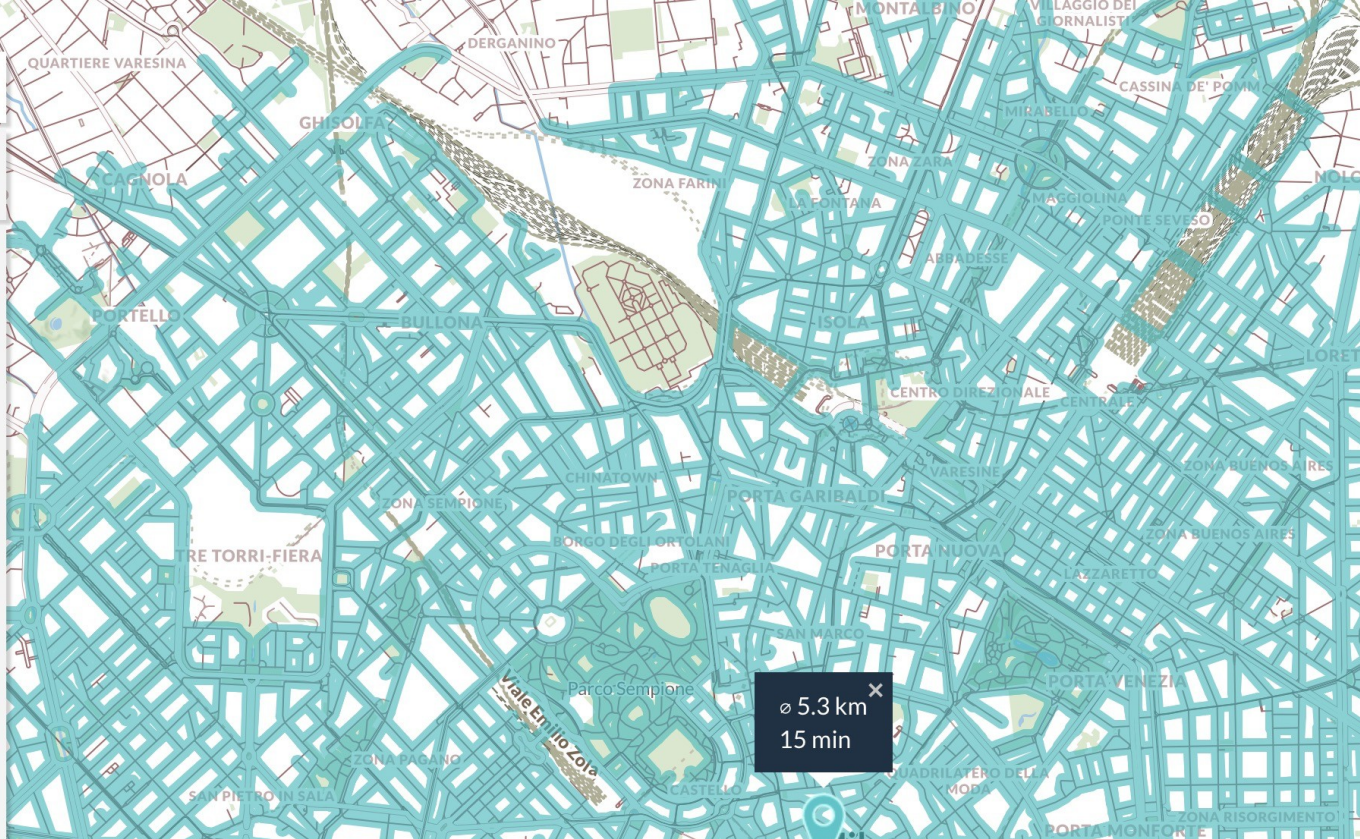 MONTALBINO
VILLAGGIO DEI
GIORNALISTI
DERGANINO
QUARTIERE VARESINA
CASSINA DE' POMM
MIRABELLO
GHISOLFA
ZONA ZARA
CAGNOLA
ZONA FARINI
NOLO
LA FONTANA
MAGGIOLINA
PONTE SEVESO
ABBADESSE
PORTELLO
BULLONA
ISOLA
LORET
CENTRO DIREZIONALE
CENTRALE
ZONA BUENOS AIRES
VARESINE
CHINATOWN
ZONA SEMPIONE
PORTA GARIBALDI
ZONA BUENOS AIRES
BORGO DEGLI ORTOLANI
PORTA NUOVA
TRE TORRI-FIERA
PORTA TENAGLIA
LAZZARETTO
SAN MARCO
Parco Sempione
PORTA VENEZIA
Viale Emilio Zola
⌀ 5.3 km
15 min
ZONA PAGANO
QUADRILATERO DELLA
MODA
CASTELLO
SAN PIETRO IN SALA
ZONA RISORGIMENTO
PORTA MONFORTE